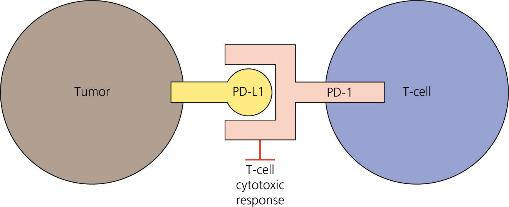 Tumor
PD-L1
PD-1
T-cell
T-cell
cytotoxic
response